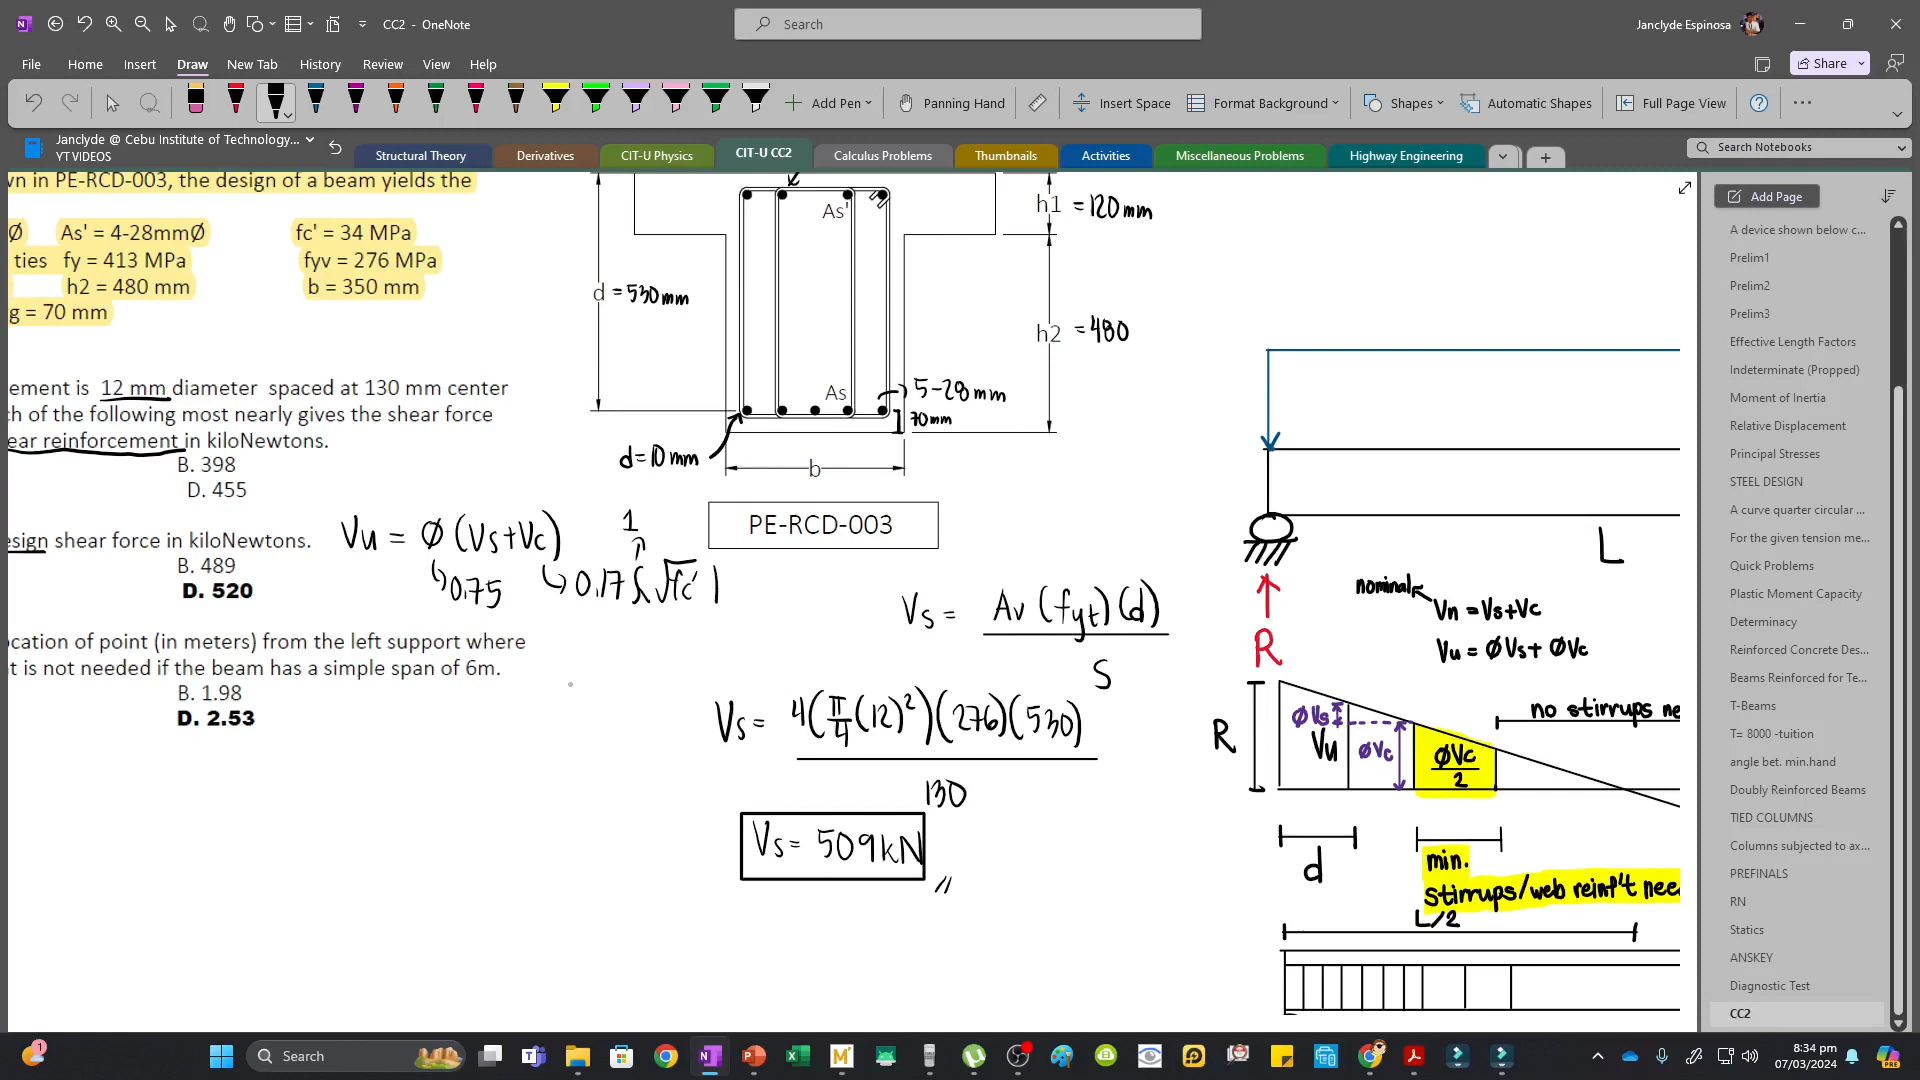 CC2 - OneNote
Search
Janclyde Espinosa
File Home Insert Draw New Tab History Review View Help
Share
Add Pen
Panning Hand
Insert Space
Format Background
Shapes
Automatic Shapes
Full Page View
Janclyde @ Cebu Institute of Technology...
YT VIDEOS
Structural Theory
Derivatives
CIT-U Physics
CIT-U CC2
Calculus Problems
Thumbnails
Activities
Miscellaneous Problems
Highway Engineering
Search Notebooks
vn in PE-RCD-003, the design of a beam yields the
Ø As' = 4-28mmØ fc' = 34 MPa
ties fy = 413 MPa fyv = 276 MPa
h2 = 480 mm b = 350 mm
g = 70 mm
ement is 12 mm diameter spaced at 130 mm center
ch of the following most nearly gives the shear force
ear reinforcement in kiloNewtons.
B. 398
D. 455
esign shear force in kiloNewtons.
B. 489
D. 520
ocation of point (in meters) from the left support where
t is not needed if the beam has a simple span of 6m.
B. 1.98
D. 2.53
Vu = Ø (Vs+Vc)
0.75
1
0.17 λ √fc' 1
As'
h1 = 120mm
d = 530mm
h2 = 480
As
5-28mm
70mm
d=10mm
b
PE-RCD-003
Vs = Av (fyt)(d)
S
Vs = 4(π/4(12)²)(276)(530)
130
Vs = 509kN
L
R
nominal
Vn = Vs+Vc
Vu = ØVs + ØVc
no stirrups ne
R
ØVs
Vu
ØVc
ØVc
2
d
min.
stirrups/web reinf't nee
L/2
Add Page
A device shown below c...
Prelim1
Prelim2
Prelim3
Effective Length Factors
Indeterminate (Propped)
Moment of Inertia
Relative Displacement
Principal Stresses
STEEL DESIGN
A curve quarter circular ...
For the given tension me...
Quick Problems
Plastic Moment Capacity
Determinacy
Reinforced Concrete Des...
Beams Reinforced for Te...
T-Beams
T= 8000 -tuition
angle bet. min.hand
Doubly Reinforced Beams
TIED COLUMNS
Columns subjected to ax...
PREFINALS
RN
Statics
ANSKEY
Diagnostic Test
CC2
1
Search
8:34 pm
07/03/2024